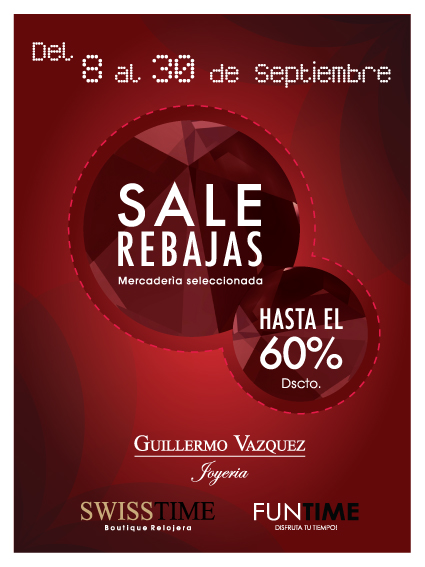 Del 8 al 30 de Septiembre
SALE
REBAJAS
Mercadería seleccionada
HASTA EL
60%
Dscto.
GUILLERMO VAZQUEZ
Joyeria
SWISSTIME
Boutique Relojera
FUNTIME
DISFRUTA TU TIEMPO!